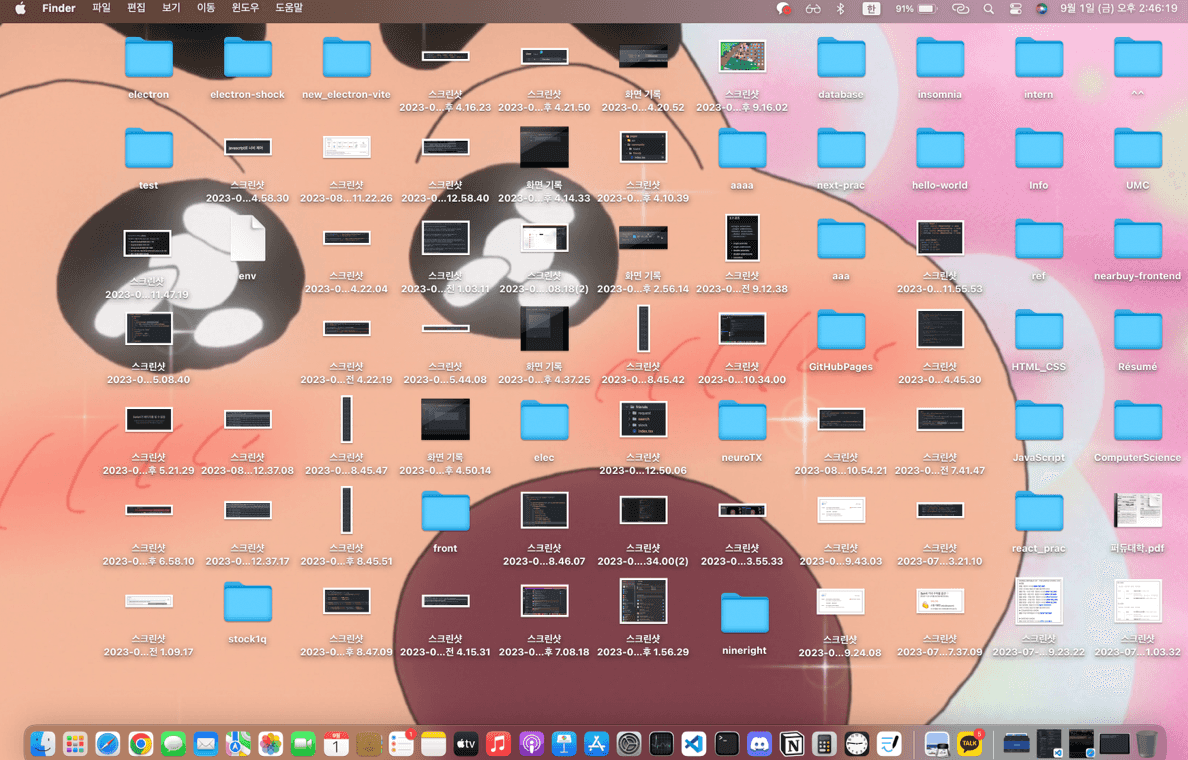 Finder 파일 편집 보기 이동 윈도우 도움말
한 91% 9월 1일 (금) 오후 2:46:19
electron
electron-shock
new_electron-vite
스크린샷
2023-0...후 4.16.23
스크린샷
2023-0...후 4.21.50
화면 기록
2023-0...후 4.20.52
스크린샷
2023-0...후 9.16.02
database
insomnia
intern
^^
test
스크린샷
2023-0...후 4.58.30
스크린샷
2023-08...11.22.26
스크린샷
2023-0...12.58.40
화면 기록
2023-0...후 4.14.33
스크린샷
2023-0...후 4.10.39
aaaa
next-prac
hello-world
Info
UMC
스크린샷
2023-0...11.47.19
env
스크린샷
2023-0...4.22.04
스크린샷
2023-0...전 1.03.11
스크린샷
2023-0....08.18(2)
화면 기록
2023-0...후 2.56.14
스크린샷
2023-0...전 9.12.38
aaa
스크린샷
2023-0...11.55.53
ref
nearbuy-frontend
스크린샷
2023-0...5.08.40
스크린샷
2023-0...전 4.22.19
스크린샷
2023-0...5.44.08
화면 기록
2023-0...후 4.37.25
스크린샷
2023-0...8.45.42
스크린샷
2023-0...10.34.00
GitHubPages
스크린샷
2023-0...4.45.30
HTML_CSS
Résumé
스크린샷
2023-0...후 5.21.29
스크린샷
2023-08...12.37.08
스크린샷
2023-0...8.45.47
화면 기록
2023-0...후 4.50.14
elec
스크린샷
2023-0...12.50.06
neuroTX
스크린샷
2023-08...10.54.21
스크린샷
2023-0...전 7.41.47
JavaScript
ComputerScience
스크린샷
2023-0...후 6.58.10
스크린샷
2023-0...12.37.17
스크린샷
2023-0...후 8.45.51
front
스크린샷
2023-0...8.46.07
스크린샷
2023-0....34.00(2)
스크린샷
2023-0...3.55.33
스크린샷
2023-0...9.43.03
스크린샷
2023-07...3.21.10
react_prac
스크린샷
2023-0...전 1.09.17
stock1q
스크린샷
2023-0...후 8.47.09
스크린샷
2023-0...전 4.15.31
스크린샷
2023-0...후 7.08.18
스크린샷
2023-0...후 1.56.29
nineright
스크린샷
2023-0...9.24.08
스크린샷
2023-07...7.37.09
스크린샷
2023-0...9.23.22
스크린샷
2023-07...1.03.32
tv
TALK